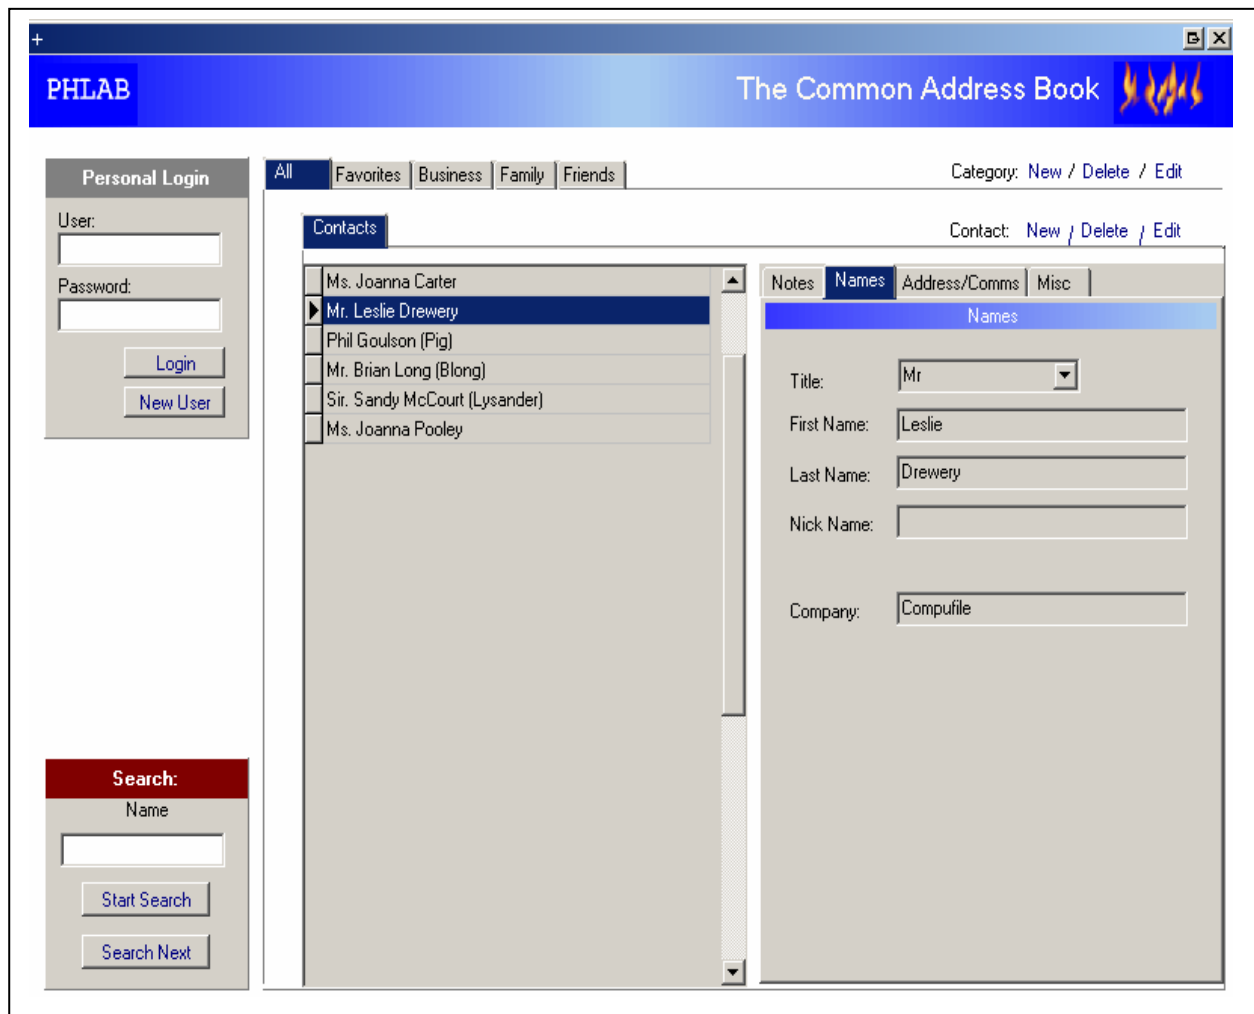 +
PHLAB
The Common Address Book
Personal Login
User:
Password:
Login
New User
All Favorites Business Family Friends
Category: New / Delete / Edit
Contacts
Contact: New / Delete / Edit
Ms. Joanna Carter
Mr. Leslie Drewery
Phil Goulson (Pig)
Mr. Brian Long (Blong)
Sir. Sandy McCourt (Lysander)
Ms. Joanna Pooley
Notes Names Address/Comms Misc
Names
Title: Mr
First Name: Leslie
Last Name: Drewery
Nick Name:
Company: Compufile
Search:
Name
Start Search
Search Next